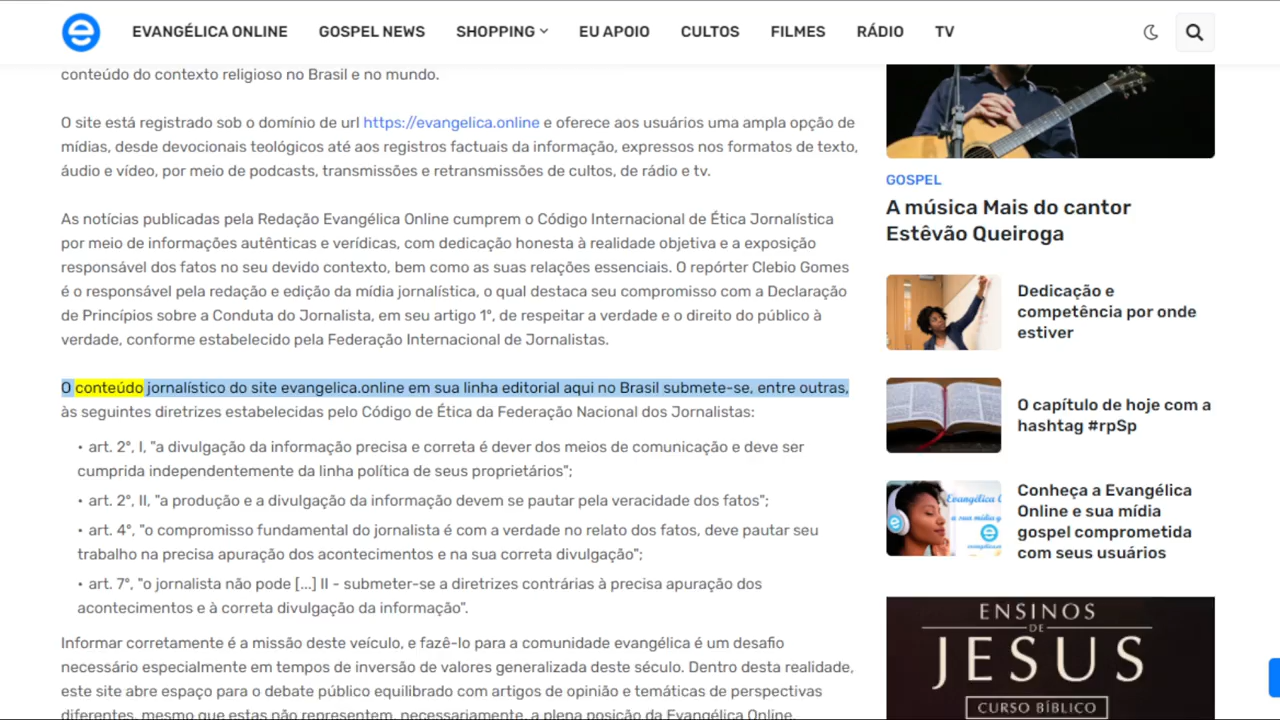 EVANGÉLICA ONLINE GOSPEL NEWS SHOPPING EU APOIO CULTOS FILMES RÁDIO TV
conteúdo do contexto religioso no Brasil e no mundo.
O site está registrado sob o domínio de url https://evangelica.online e oferece aos usuários uma ampla opção de
mídias, desde devocionais teológicos até aos registros factuais da informação, expressos nos formatos de texto,
áudio e vídeo, por meio de podcasts, transmissões e retransmissões de cultos, de rádio e tv.
As notícias publicadas pela Redação Evangélica Online cumprem o Código Internacional de Ética Jornalística
por meio de informações autênticas e verídicas, com dedicação honesta à realidade objetiva e a exposição
responsável dos fatos no seu devido contexto, bem como as suas relações essenciais. O repórter Clebio Gomes
é o responsável pela redação e edição da mídia jornalística, o qual destaca seu compromisso com a Declaração
de Princípios sobre a Conduta do Jornalista, em seu artigo 1º, de respeitar a verdade e o direito do público à
verdade, conforme estabelecido pela Federação Internacional de Jornalistas.
O conteúdo jornalístico do site evangelica.online em sua linha editorial aqui no Brasil submete-se, entre outras,
às seguintes diretrizes estabelecidas pelo Código de Ética da Federação Nacional dos Jornalistas:
• art. 2º, I, "a divulgação da informação precisa e correta é dever dos meios de comunicação e deve ser
cumprida independentemente da linha política de seus proprietários";
• art. 2º, II, "a produção e a divulgação da informação devem se pautar pela veracidade dos fatos";
• art. 4º, "o compromisso fundamental do jornalista é com a verdade no relato dos fatos, deve pautar seu
trabalho na precisa apuração dos acontecimentos e na sua correta divulgação";
• art. 7º, "o jornalista não pode [...] II - submeter-se a diretrizes contrárias à precisa apuração dos
acontecimentos e à correta divulgação da informação".
Informar corretamente é a missão deste veículo, e fazê-lo para a comunidade evangélica é um desafio
necessário especialmente em tempos de inversão de valores generalizada deste século. Dentro desta realidade,
este site abre espaço para o debate público equilibrado com artigos de opinião e temáticas de perspectivas
diferentes, mesmo que estas não representem, necessariamente, a plena posição da Evangélica Online.
GOSPEL
A música Mais do cantor
Estêvão Queiroga
Dedicação e
competência por onde
estiver
O capítulo de hoje com a
hashtag #rpSp
Evangélica
Conheça a Evangélica
Online e sua mídia
gospel comprometida
com seus usuários
ENSINOS
DE
JESUS
CURSO BÍBLICO